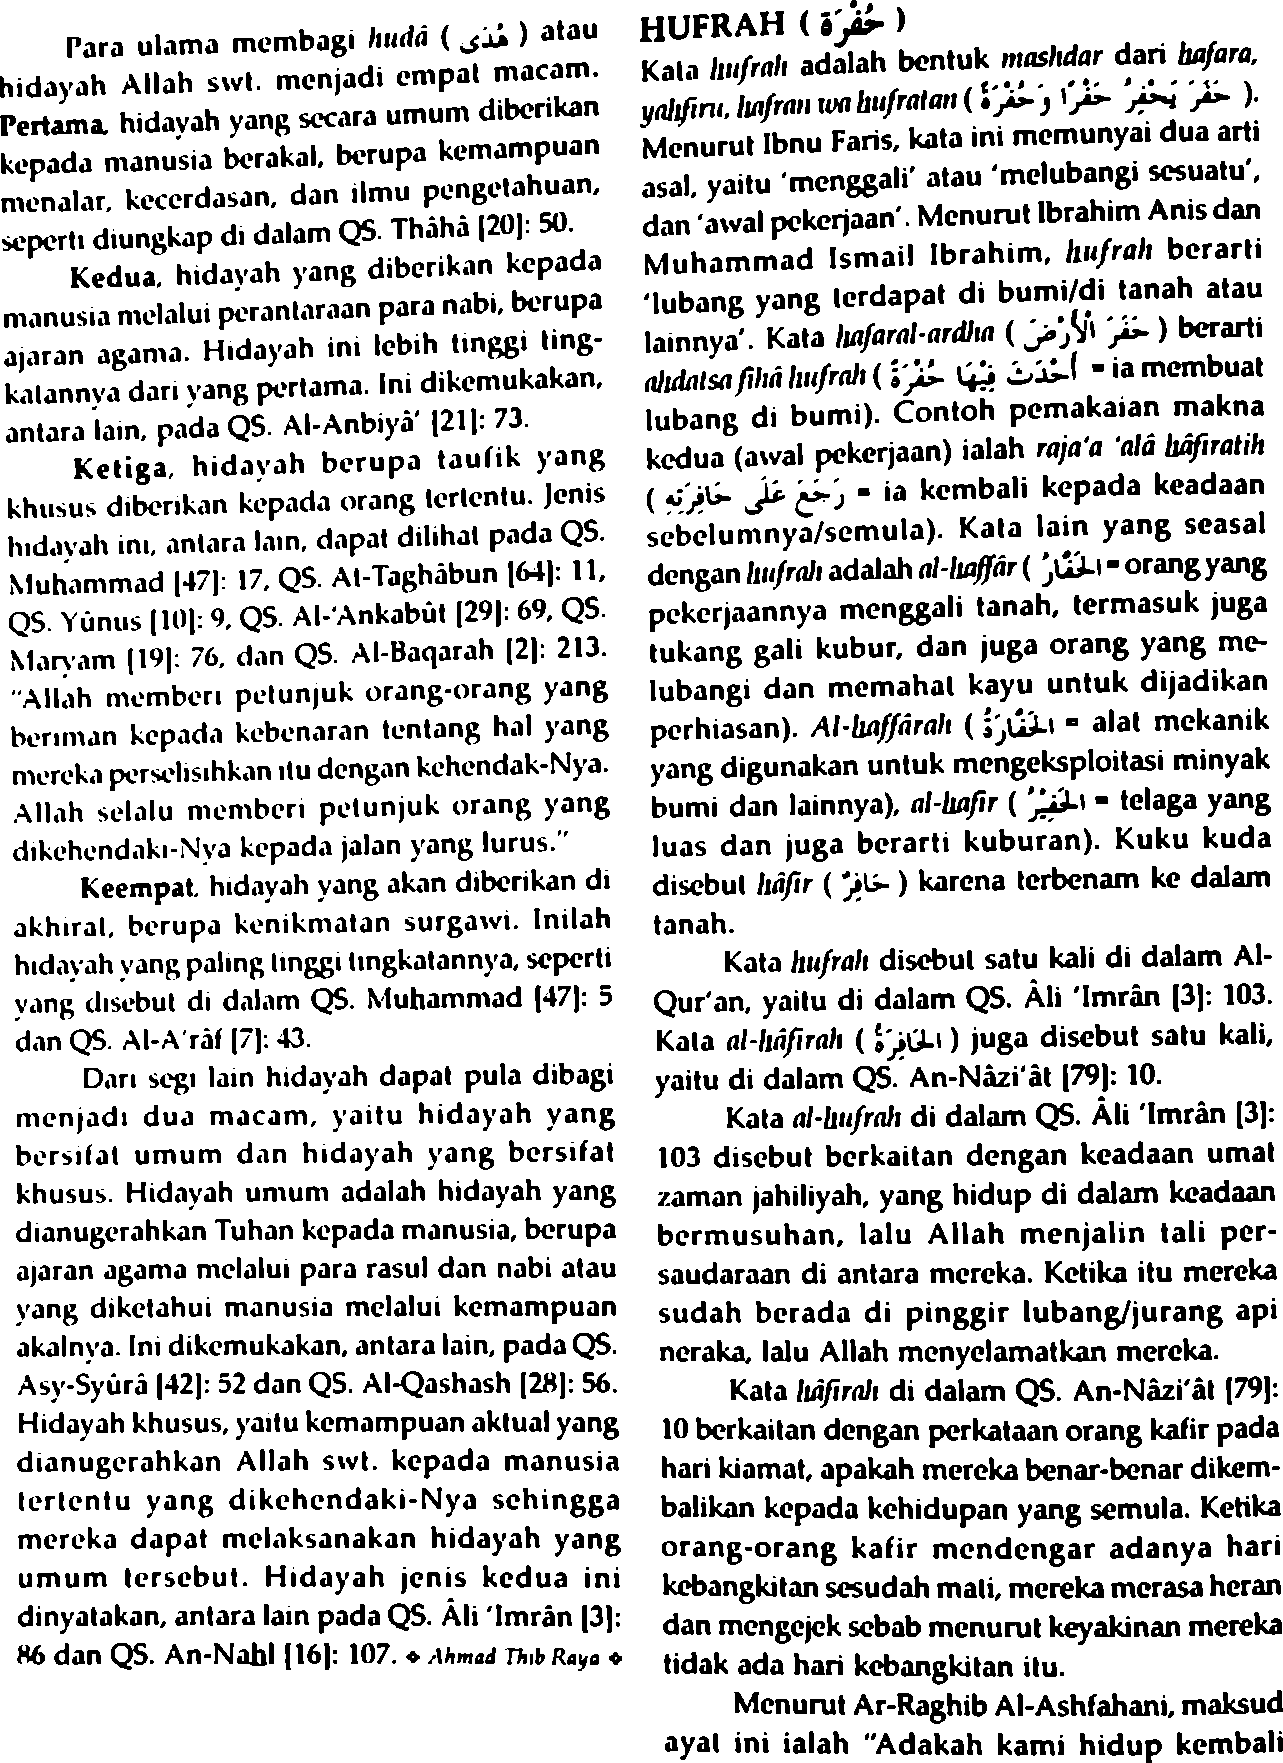 Para ulama membagi hudâ ( هُدًى ) atau
hidayah Allah swt. menjadi empat macam.
Pertama, hidayah yang secara umum diberikan
kepada manusia berakal, berupa kemampuan
menalar, kecerdasan, dan ilmu pengetahuan,
seperti diungkap di dalam QS. Thâhâ [20]: 50.
Kedua, hidayah yang diberikan kepada
manusia melalui perantaraan para nabi, berupa
ajaran agama. Hidayah ini lebih tinggi ting-
katannya dari yang pertama. Ini dikemukakan,
antara lain, pada QS. Al-Anbiyâ' [21]: 73.
Ketiga, hidayah berupa taufik yang
khusus diberikan kepada orang tertentu. Jenis
hidayah ini, antara lain, dapat dilihat pada QS.
Muhammad [47]: 17, QS. At-Taghâbun [64]: 11,
QS. Yûnus [10]: 9, QS. Al-'Ankabût [29]: 69, QS.
Maryam [19]: 76, dan QS. Al-Baqarah [2]: 213.
"Allah memberi petunjuk orang-orang yang
beriman kepada kebenaran tentang hal yang
mereka perselisihkan itu dengan kehendak-Nya.
Allah selalu memberi petunjuk orang yang
dikehendaki-Nya kepada jalan yang lurus."
Keempat, hidayah yang akan diberikan di
akhirat, berupa kenikmatan surgawi. Inilah
hidayah yang paling tinggi tingkatannya, seperti
yang disebut di dalam QS. Muhammad [47]: 5
dan QS. Al-A'râf [7]: 43.
Dari segi lain hidayah dapat pula dibagi
menjadi dua macam, yaitu hidayah yang
bersifat umum dan hidayah yang bersifat
khusus. Hidayah umum adalah hidayah yang
dianugerahkan Tuhan kepada manusia, berupa
ajaran agama melalui para rasul dan nabi atau
yang diketahui manusia melalui kemampuan
akalnya. Ini dikemukakan, antara lain, pada QS.
Asy-Syûrâ [42]: 52 dan QS. Al-Qashash [28]: 56.
Hidayah khusus, yaitu kemampuan aktual yang
dianugerahkan Allah swt. kepada manusia
tertentu yang dikehendaki-Nya sehingga
mereka dapat melaksanakan hidayah yang
umum tersebut. Hidayah jenis kedua ini
dinyatakan, antara lain pada QS. Âli 'Imrân [3]:
86 dan QS. An-Nahl [16]: 107. ◆ Ahmad Thib Raya ◆
HUFRAH ( حُفْرَة )
Kata hufrah adalah bentuk mashdar dari hafara,
yahfiru, hafran wa hufratan ( حَفَرَ يَحْفِرُ حَفْرًا وَحُفْرَةً ).
Menurut Ibnu Faris, kata ini memunyai dua arti
asal, yaitu 'menggali' atau 'melubangi sesuatu',
dan 'awal pekerjaan'. Menurut Ibrahim Anis dan
Muhammad Ismail Ibrahim, hufrah berarti
'lubang yang terdapat di bumi/di tanah atau
lainnya'. Kata hafaral-ardha ( حَفَرَ الْأَرْضَ ) berarti
ahdatsa fîhâ hufrah ( أَحْدَثَ فِيْهَا حُفْرَةً = ia membuat
lubang di bumi). Contoh pemakaian makna
kedua (awal pekerjaan) ialah raja'a 'alâ hâfiratih
( رَجَعَ عَلَى حَافِرَتِهِ = ia kembali kepada keadaan
sebelumnya/semula). Kata lain yang seasal
dengan hufrah adalah al-haffâr ( الحَفَّارُ = orang yang
pekerjaannya menggali tanah, termasuk juga
tukang gali kubur, dan juga orang yang me-
lubangi dan memahat kayu untuk dijadikan
perhiasan). Al-haffârah ( الحَفَّارَةُ = alat mekanik
yang digunakan untuk mengeksploitasi minyak
bumi dan lainnya), al-hafir ( الحَفِيْرُ = telaga yang
luas dan juga berarti kuburan). Kuku kuda
disebut hâfir ( حَافِرٌ ) karena terbenam ke dalam
tanah.
Kata hufrah disebut satu kali di dalam Al-
Qur'an, yaitu di dalam QS. Âli 'Imrân [3]: 103.
Kata al-hâfirah ( الحَافِرَةُ ) juga disebut satu kali,
yaitu di dalam QS. An-Nâzi'ât [79]: 10.
Kata al-hufrah di dalam QS. Âli 'Imrân [3]:
103 disebut berkaitan dengan keadaan umat
zaman jahiliyah, yang hidup di dalam keadaan
bermusuhan, lalu Allah menjalin tali per-
saudaraan di antara mereka. Ketika itu mereka
sudah berada di pinggir lubang/jurang api
neraka, lalu Allah menyelamatkan mereka.
Kata hâfirah di dalam QS. An-Nâzi'ât [79]:
10 berkaitan dengan perkataan orang kafir pada
hari kiamat, apakah mereka benar-benar dikem-
balikan kepada kehidupan yang semula. Ketika
orang-orang kafir mendengar adanya hari
kebangkitan sesudah mati, mereka merasa heran
dan mengejek sebab menurut keyakinan mereka
tidak ada hari kebangkitan itu.
Menurut Ar-Raghib Al-Ashfahani, maksud
ayat ini ialah "Adakah kami hidup kembali